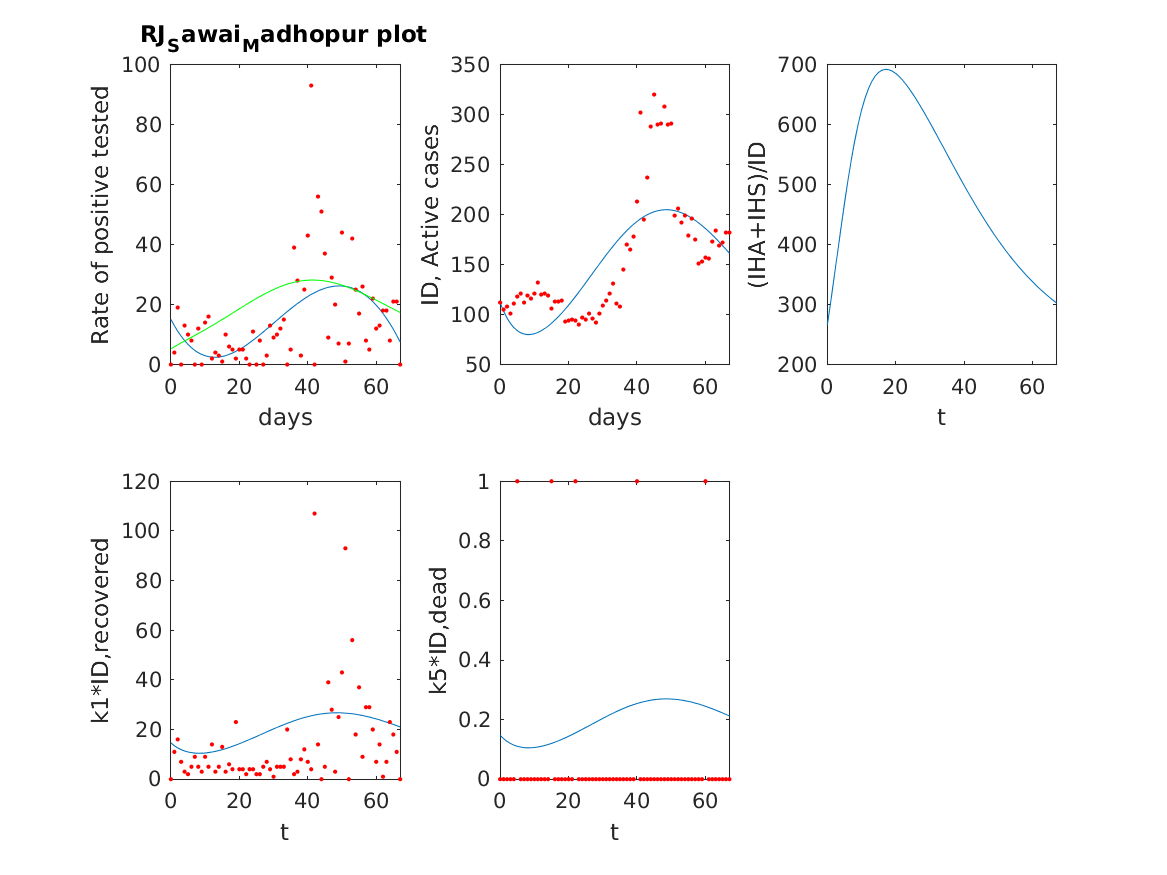 RJSawaiMadhopur plot
100
80
60
40
20
0
Rate of positive tested
0 20 40 60
days
350
300
250
200
150
100
50
ID, Active cases
0 20 40 60
days
700
600
500
400
300
200
(IHA+IHS)/ID
0 20 40 60
t
120
100
80
60
40
20
0
k1*ID,recovered
0 20 40 60
t
1
0.8
0.6
0.4
0.2
0
k5*ID,dead
0 20 40 60
t